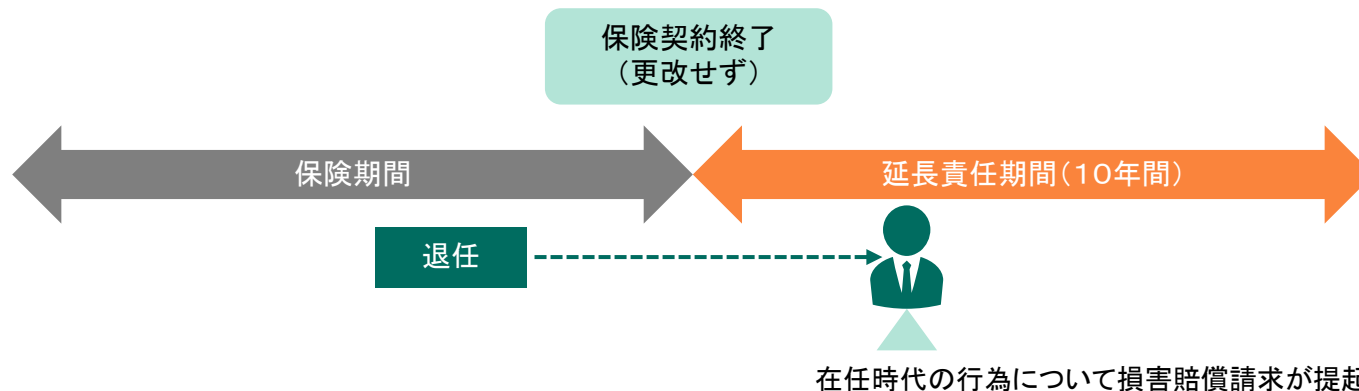 保険契約終了
（更改せず）
保険期間
延長責任期間（１０年間）
退任
在任時代の行為について損害賠償請求が提起